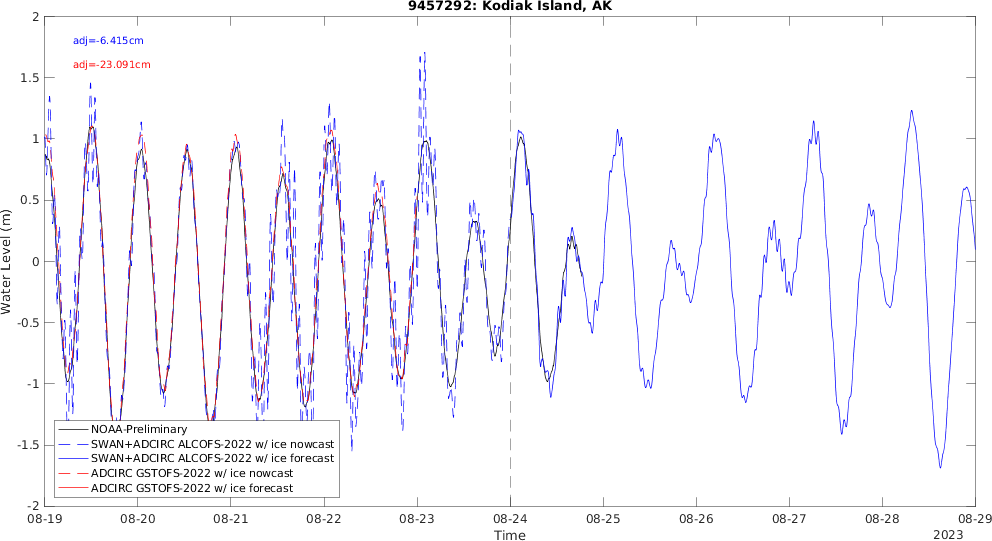 9457292: Kodiak Island, AK
adj=-6.415cm
adj=-23.091cm
Water Level (m)
2
1.5
1
0.5
0
-0.5
-1
-1.5
-2
NOAA-Preliminary
SWAN+ADCIRC ALCOFS-2022 w/ ice nowcast
SWAN+ADCIRC ALCOFS-2022 w/ ice forecast
ADCIRC GSTOFS-2022 w/ ice nowcast
ADCIRC GSTOFS-2022 w/ ice forecast
08-19 08-20 08-21 08-22 08-23 08-24 08-25 08-26 08-27 08-28 08-29
Time
2023